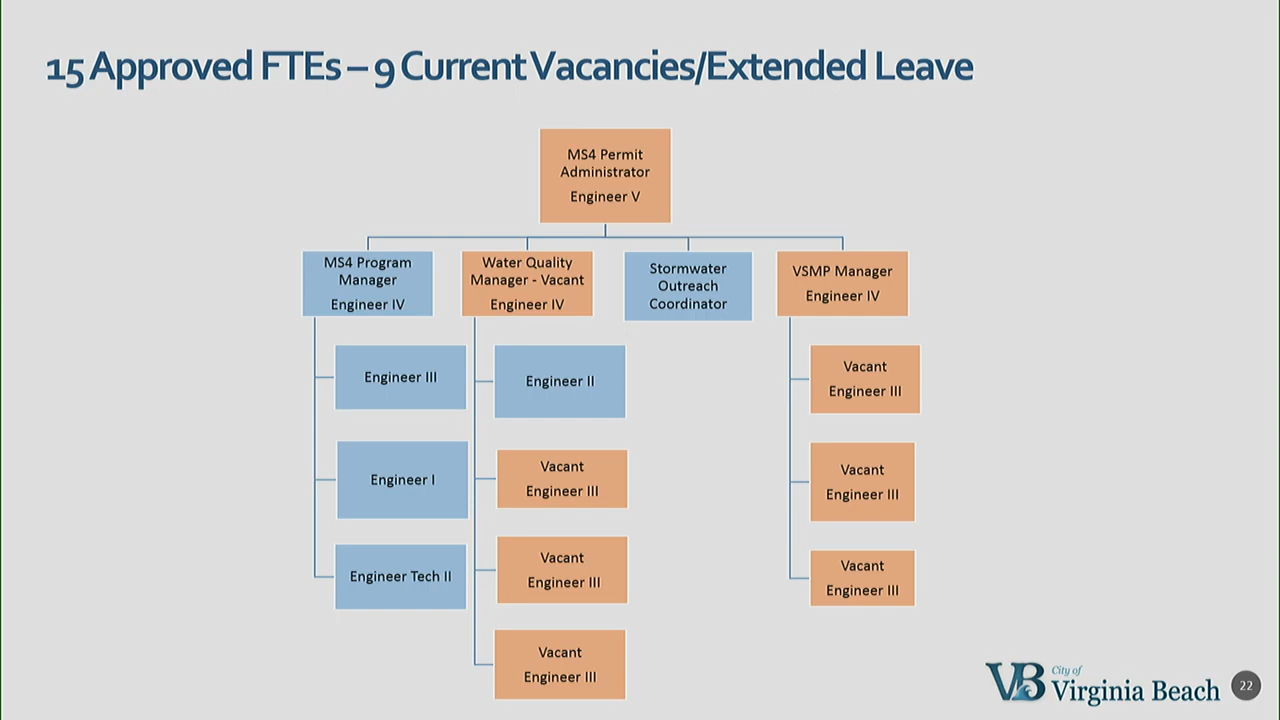 15 Approved FTEs – 9 Current Vacancies/Extended Leave
MS4 Permit
Administrator
Engineer V
MS4 Program
Manager
Engineer IV
Water Quality
Manager - Vacant
Engineer IV
Stormwater
Outreach
Coordinator
VSMP Manager
Engineer IV
Engineer III
Engineer I
Engineer Tech II
Engineer II
Vacant
Engineer III
Vacant
Engineer III
Vacant
Engineer III
Vacant
Engineer III
Vacant
Engineer III
Vacant
Engineer III
VB
City of
Virginia Beach
22